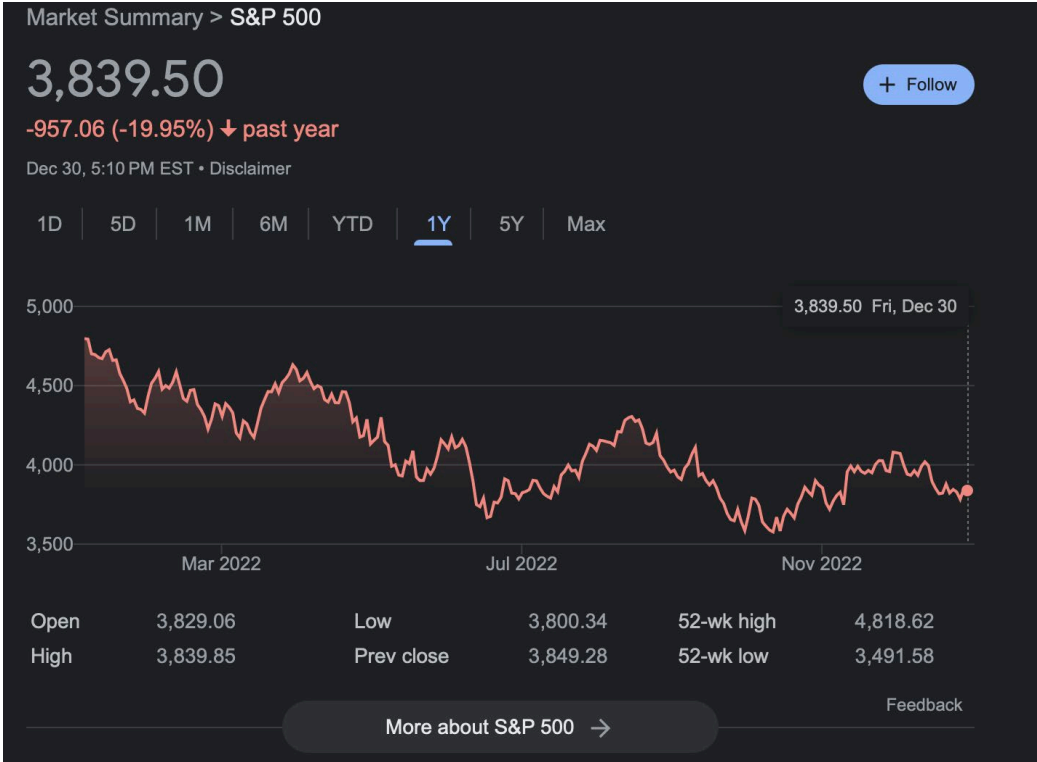 Market Summary > S&P 500
3,839.50
+ Follow
-957.06 (-19.95%) ↓ past year
Dec 30, 5:10 PM EST • Disclaimer
1D 5D 1M 6M YTD 1Y 5Y Max
5,000
3,839.50 Fri, Dec 30
4,500
4,000
3,500
Mar 2022 Jul 2022 Nov 2022
Open 3,829.06 Low 3,800.34 52-wk high 4,818.62
High 3,839.85 Prev close 3,849.28 52-wk low 3,491.58
Feedback
More about S&P 500 →